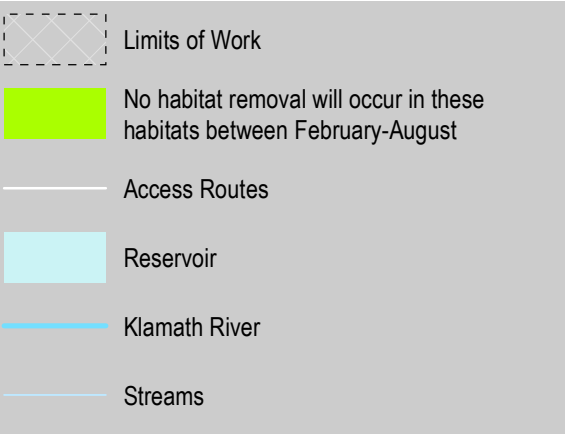 Limits of Work
No habitat removal will occur in these
habitats between February-August
Access Routes
Reservoir
Klamath River
Streams